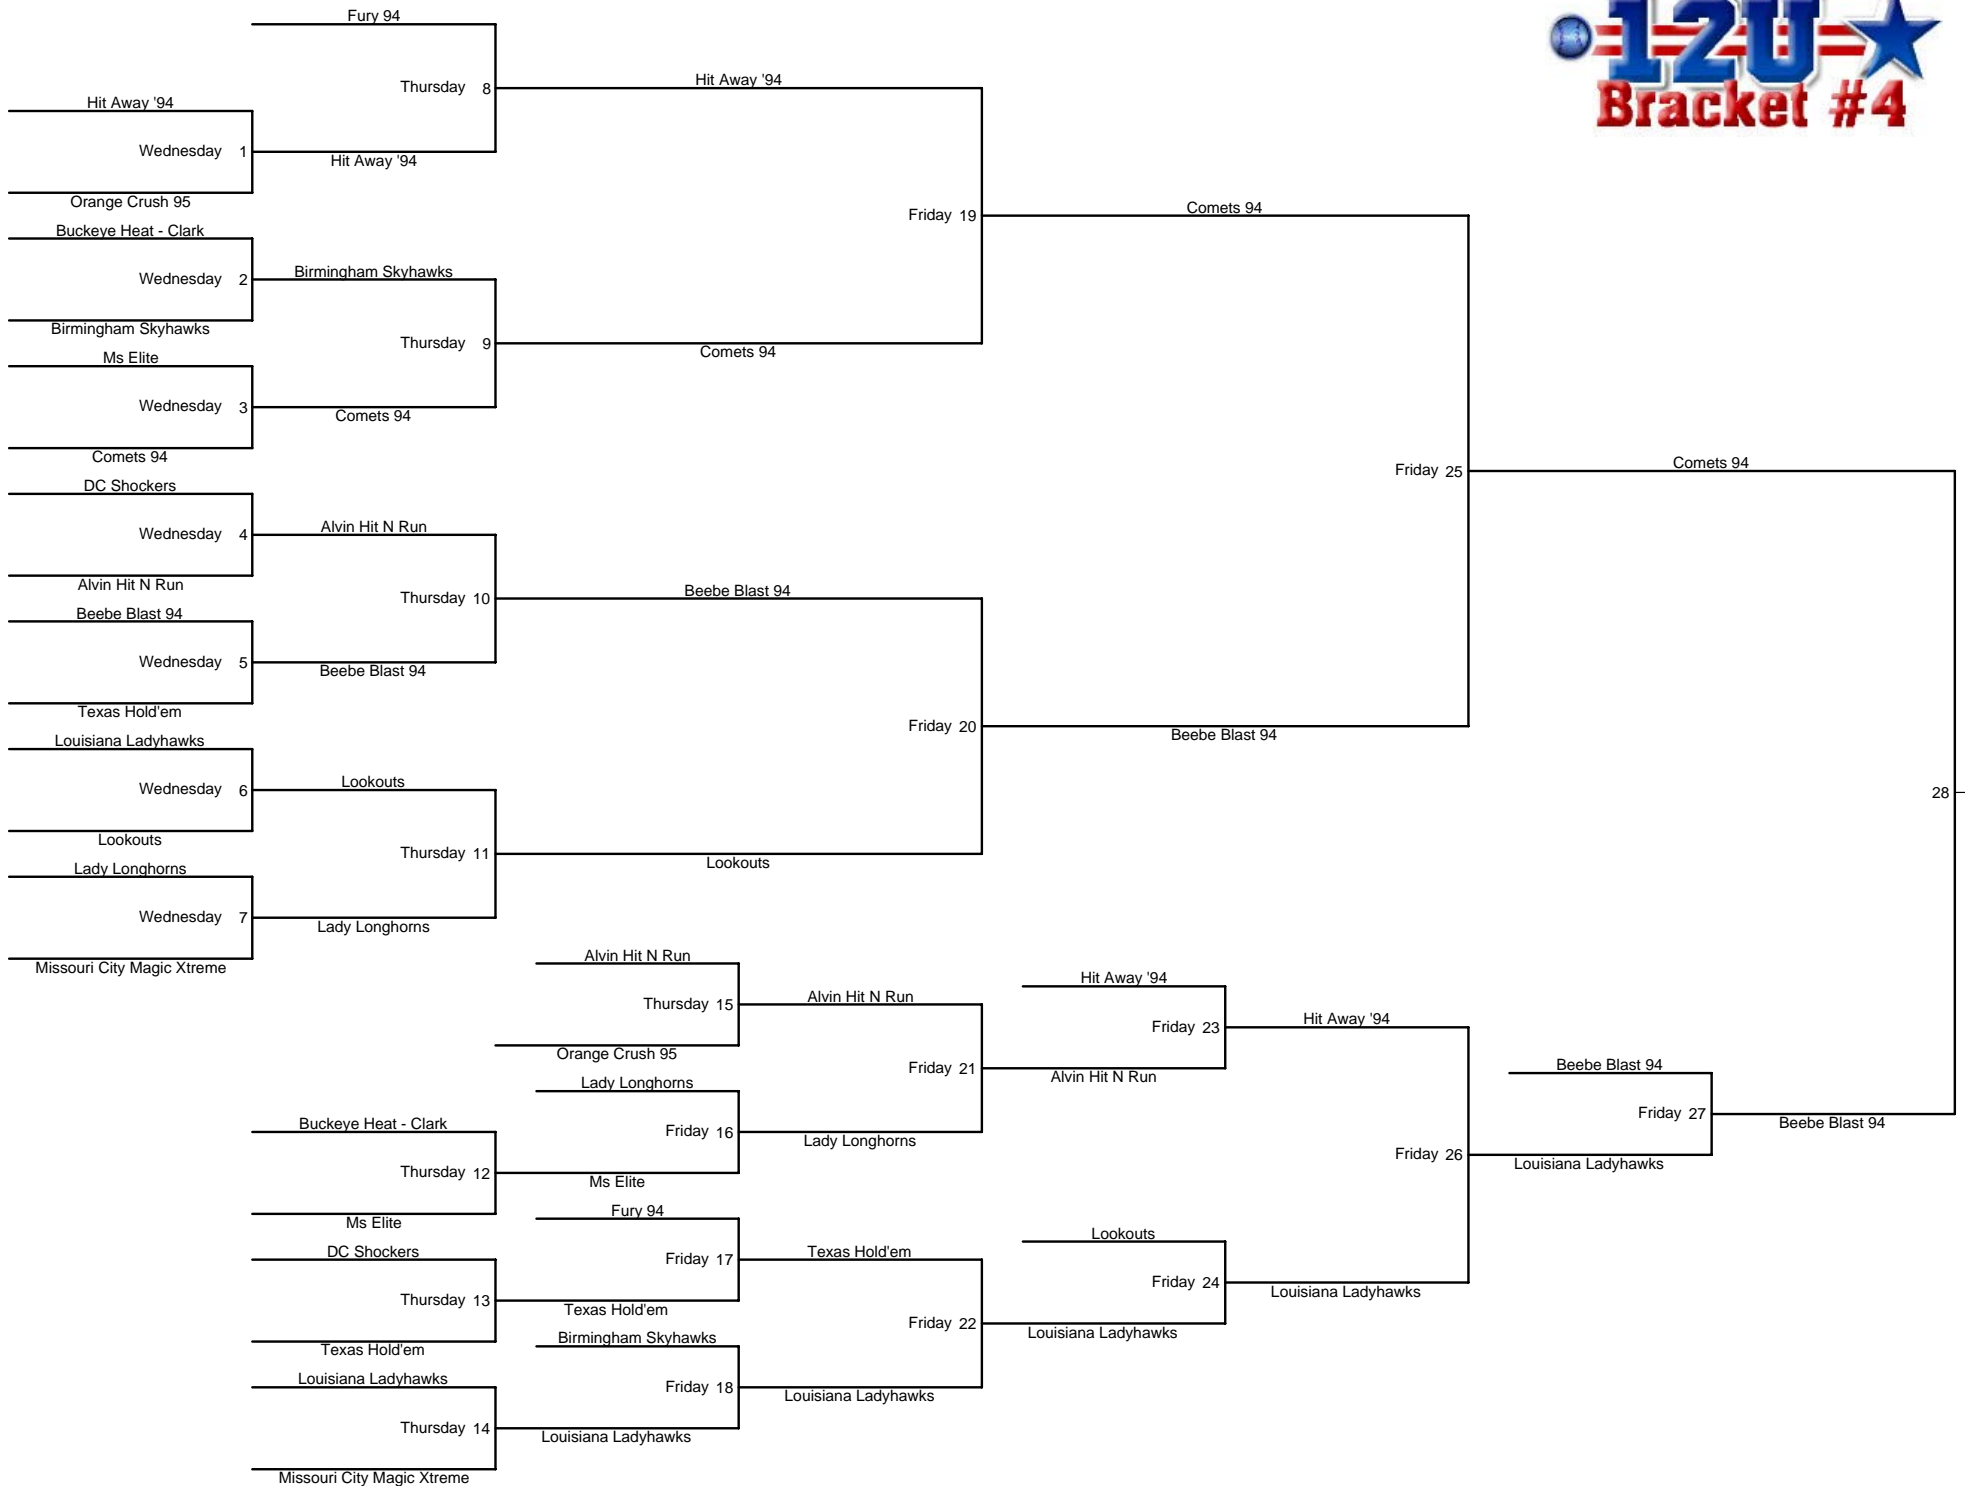 12U
Bracket #4
Fury 94
Thursday 8
Hit Away '94
Hit Away '94
Wednesday 1
Hit Away '94
Orange Crush 95
Friday 19
Comets 94
Buckeye Heat - Clark
Wednesday 2
Birmingham Skyhawks
Birmingham Skyhawks
Thursday 9
Comets 94
Ms Elite
Wednesday 3
Comets 94
Comets 94
Friday 25
Comets 94
DC Shockers
Wednesday 4
Alvin Hit N Run
Alvin Hit N Run
Thursday 10
Beebe Blast 94
Beebe Blast 94
Wednesday 5
Beebe Blast 94
Texas Hold'em
Friday 20
Beebe Blast 94
Louisiana Ladyhawks
Wednesday 6
Lookouts
Lookouts
28
Thursday 11
Lookouts
Lady Longhorns
Wednesday 7
Lady Longhorns
Missouri City Magic Xtreme
Alvin Hit N Run
Thursday 15
Alvin Hit N Run
Orange Crush 95
Hit Away '94
Friday 23
Hit Away '94
Friday 21
Alvin Hit N Run
Lady Longhorns
Friday 16
Lady Longhorns
Buckeye Heat - Clark
Thursday 12
Ms Elite
Ms Elite
Beebe Blast 94
Friday 27
Beebe Blast 94
Friday 26
Louisiana Ladyhawks
Fury 94
Friday 17
Texas Hold'em
DC Shockers
Thursday 13
Texas Hold'em
Texas Hold'em
Lookouts
Friday 24
Louisiana Ladyhawks
Friday 22
Louisiana Ladyhawks
Birmingham Skyhawks
Friday 18
Louisiana Ladyhawks
Louisiana Ladyhawks
Thursday 14
Louisiana Ladyhawks
Missouri City Magic Xtreme